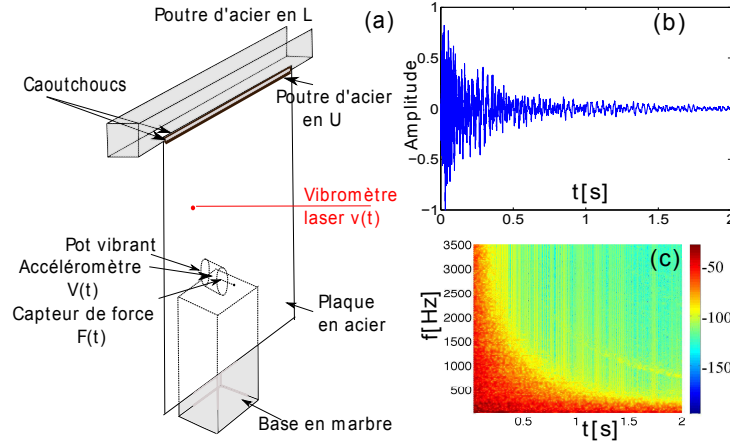 Poutre d'acier en L
(a)
Caoutchoucs
Poutre d'acier
en U
Vibromètre
laser v(t)
Pot vibrant
Accéléromètre
V(t)
Capteur de force
F(t)
Plaque
en acier
Base en marbre
(b)
Amplitude
1
0.5
0
−0.5
−1
0
0.5
1
1.5
2
t[s]
(c)
f[Hz]
3500
3000
2500
2000
1500
1000
500
0.5
1.0
1.5
2
t[s]
-50
-100
-150